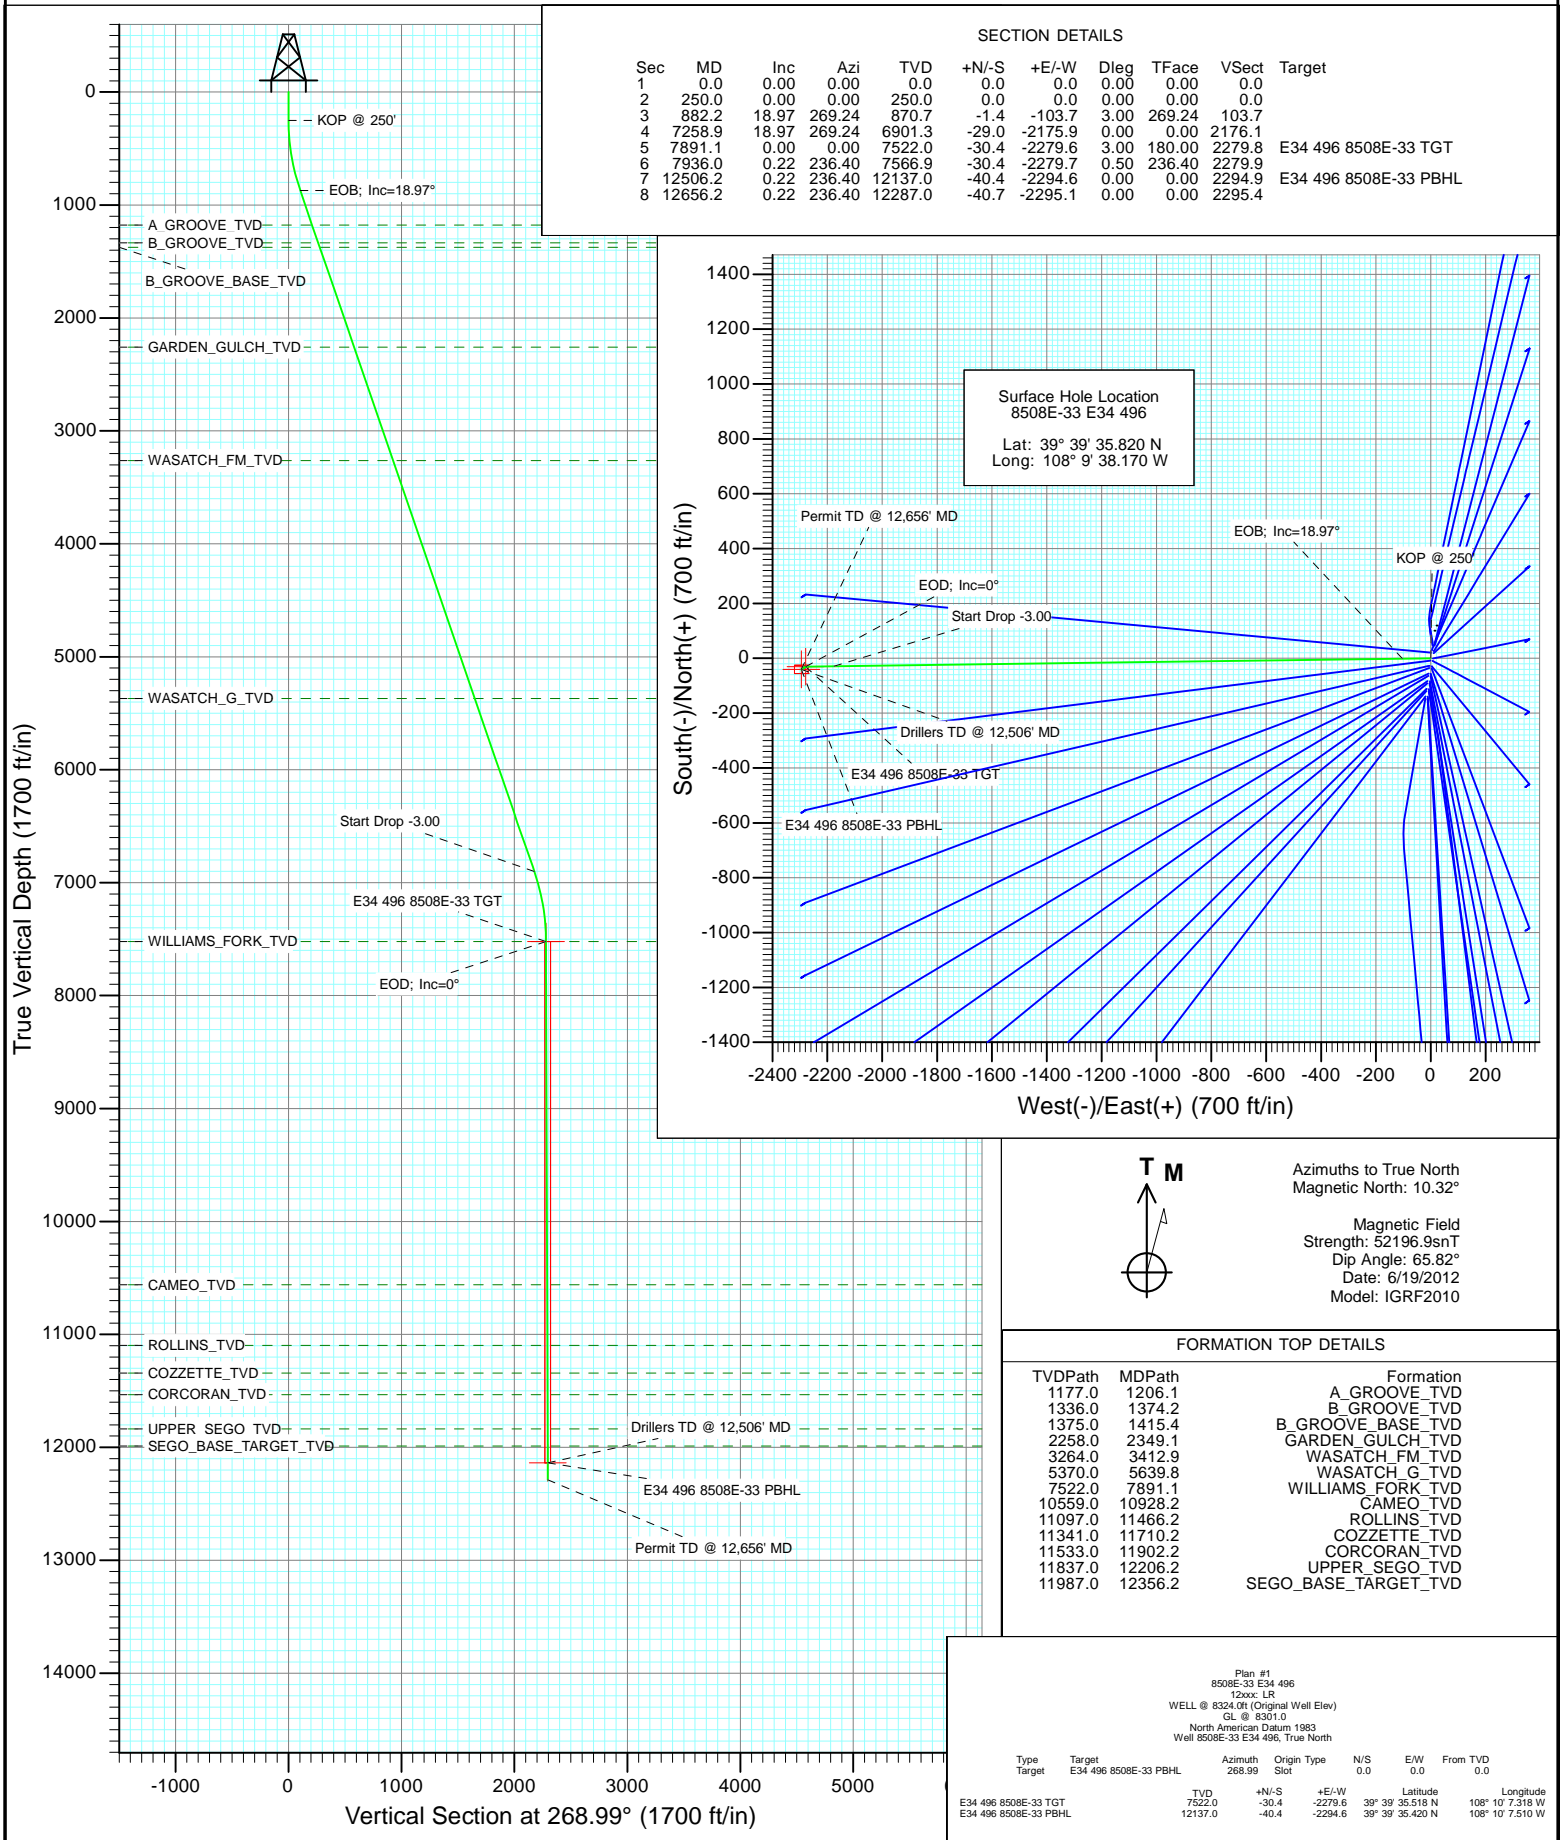 SECTION DETAILS
Sec MD Inc Azi TVD +N/-S +E/-W Dleg TFace VSect Target
1 0.0 0.00 0.00 0.0 0.0 0.0 0.00 0.00 0.0
2 250.0 0.00 0.00 250.0 0.0 0.0 0.00 0.00 0.0
3 882.2 18.97 269.24 870.7 -1.4 -103.7 3.00 269.24 103.7
4 7258.9 18.97 269.24 6901.3 -29.0 -2175.9 0.00 0.00 2176.1
5 7891.1 0.00 0.00 7522.0 -30.4 -2279.6 3.00 180.00 2279.8 E34 496 8508E-33 TGT
6 7936.0 0.22 236.40 7566.9 -30.4 -2279.7 0.50 236.40 2279.9
7 12506.2 0.22 236.40 12137.0 -40.4 -2294.6 0.00 0.00 2294.9 E34 496 8508E-33 PBHL
8 12656.2 0.22 236.40 12287.0 -40.7 -2295.1 0.00 0.00 2295.4
True Vertical Depth (1700 ft/in)
0
1000
2000
3000
4000
5000
6000
7000
8000
9000
10000
11000
12000
13000
14000
KOP @ 250'
EOB; Inc=18.97°
A_GROOVE_TVD
B_GROOVE_TVD
B_GROOVE_BASE_TVD
GARDEN_GULCH_TVD
WASATCH_FM_TVD
WASATCH_G_TVD
Start Drop -3.00
E34 496 8508E-33 TGT
WILLIAMS_FORK_TVD
EOD; Inc=0°
CAMEO_TVD
ROLLINS_TVD
COZZETTE_TVD
CORCORAN_TVD
UPPER_SEGO_TVD
SEGO_BASE_TARGET_TVD
Drillers TD @ 12,506' MD
E34 496 8508E-33 PBHL
Permit TD @ 12,656' MD
-1000 0 1000 2000 3000 4000 5000
Vertical Section at 268.99° (1700 ft/in)
South(-)/North(+) (700 ft/in)
1400
1200
1000
800
600
400
200
0
-200
-400
-600
-800
-1000
-1200
-1400
Surface Hole Location
8508E-33 E34 496
Lat: 39° 39' 35.820 N
Long: 108° 9' 38.170 W
Permit TD @ 12,656' MD
EOB; Inc=18.97°
KOP @ 250'
EOD; Inc=0°
Start Drop -3.00
Drillers TD @ 12,506' MD
E34 496 8508E-33 TGT
E34 496 8508E-33 PBHL
-2400 -2200 -2000 -1800 -1600 -1400 -1200 -1000 -800 -600 -400 -200 0 200
West(-)/East(+) (700 ft/in)
T M
Azimuths to True North
Magnetic North: 10.32°
Magnetic Field
Strength: 52196.9snT
Dip Angle: 65.82°
Date: 6/19/2012
Model: IGRF2010
FORMATION TOP DETAILS
TVDPath MDPath Formation
1177.0 1206.1 A_GROOVE_TVD
1336.0 1374.2 B_GROOVE_TVD
1375.0 1415.4 B_GROOVE_BASE_TVD
2258.0 2349.1 GARDEN_GULCH_TVD
3264.0 3412.9 WASATCH_FM_TVD
5370.0 5639.8 WASATCH_G_TVD
7522.0 7891.1 WILLIAMS_FORK_TVD
10559.0 10928.2 CAMEO_TVD
11097.0 11466.2 ROLLINS_TVD
11341.0 11710.2 COZZETTE_TVD
11533.0 11902.2 CORCORAN_TVD
11837.0 12206.2 UPPER_SEGO_TVD
11987.0 12356.2 SEGO_BASE_TARGET_TVD
Plan #1
8508E-33 E34 496
12xxx: LR
WELL @ 8324.0ft (Original Well Elev)
GL @ 8301.0
North American Datum 1983
Well 8508E-33 E34 496, True North
Type Target Azimuth Origin Type N/S E/W From TVD
Target E34 496 8508E-33 PBHL 268.99 Slot 0.0 0.0 0.0
TVD +N/-S +E/-W Latitude Longitude
E34 496 8508E-33 TGT 7522.0 -30.4 -2279.6 39° 39' 35.518 N 108° 10' 7.318 W
E34 496 8508E-33 PBHL 12137.0 -40.4 -2294.6 39° 39' 35.420 N 108° 10' 7.510 W